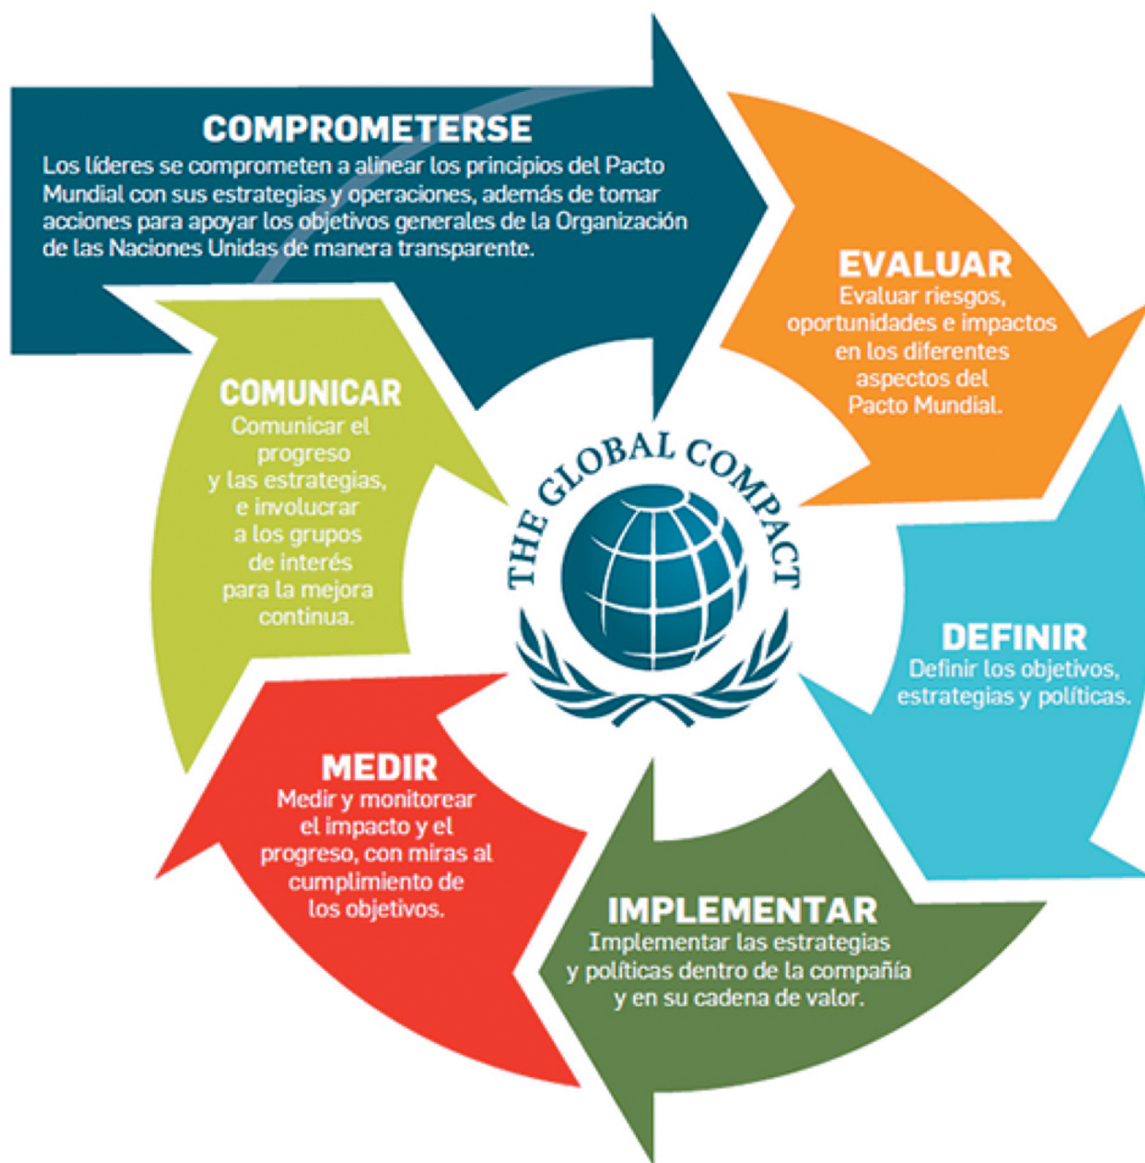 COMPROMETERSE
Los líderes se comprometen a alinear los principios del Pacto
Mundial con sus estrategias y operaciones, además de tomar
acciones para apoyar los objetivos generales de la Organización
de las Naciones Unidas de manera transparente.
EVALUAR
Evaluar riesgos,
oportunidades e impactos
en los diferentes
aspectos del
Pacto Mundial.
DEFINIR
Definir los objetivos,
estrategias y políticas.
IMPLEMENTAR
Implementar las estrategias
y políticas dentro de la compañía
y en su cadena de valor.
MEDIR
Medir y monitorear
el impacto y el
progreso, con miras al
cumplimiento de
los objetivos.
COMUNICAR
Comunicar el
progreso
y las estrategias,
e involucrar
a los grupos
de interés
para la mejora
continua.
THE GLOBAL COMPACT